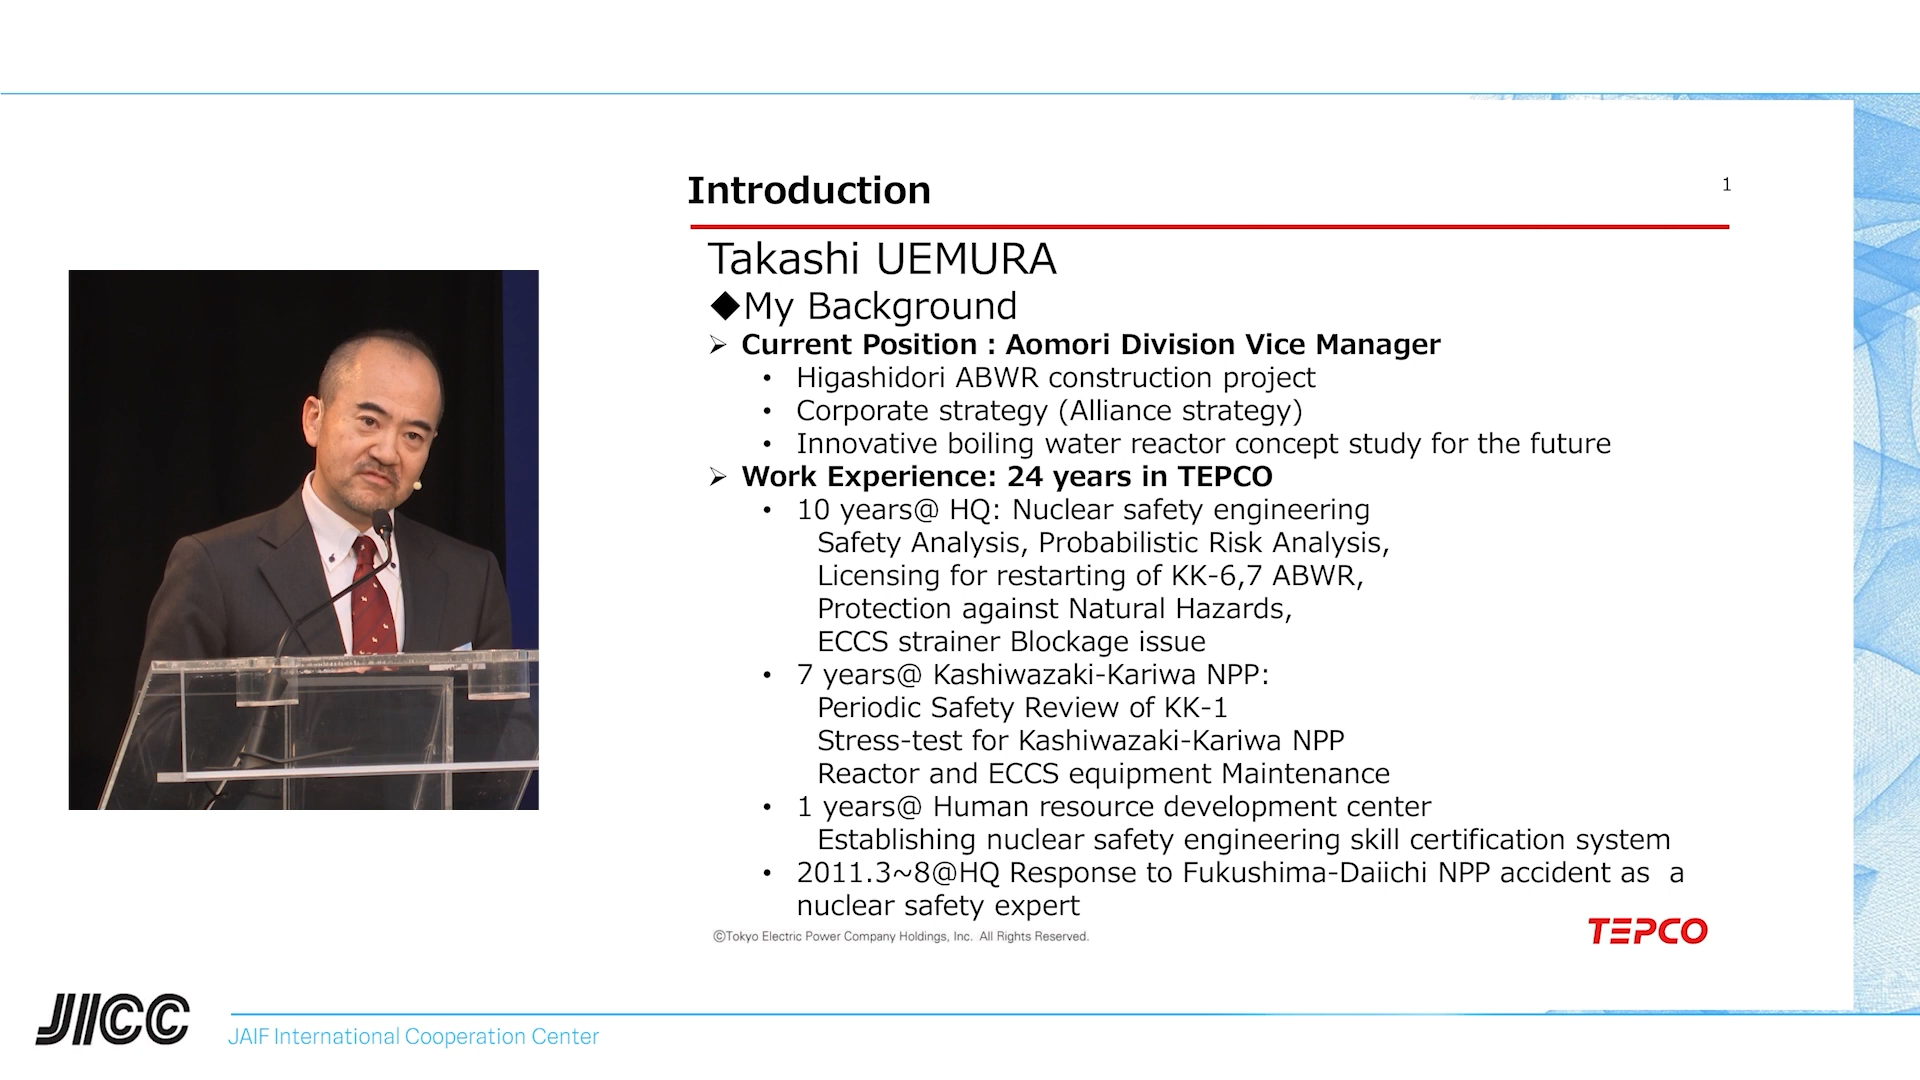 Introduction
1
Takashi UEMURA
◆My Background
➢ Current Position : Aomori Division Vice Manager
• Higashidori ABWR construction project
• Corporate strategy (Alliance strategy)
• Innovative boiling water reactor concept study for the future
➢ Work Experience: 24 years in TEPCO
• 10 years@ HQ: Nuclear safety engineering
Safety Analysis, Probabilistic Risk Analysis,
Licensing for restarting of KK-6,7 ABWR,
Protection against Natural Hazards,
ECCS strainer Blockage issue
• 7 years@ Kashiwazaki-Kariwa NPP:
Periodic Safety Review of KK-1
Stress-test for Kashiwazaki-Kariwa NPP
Reactor and ECCS equipment Maintenance
• 1 years@ Human resource development center
Establishing nuclear safety engineering skill certification system
• 2011.3~8@HQ Response to Fukushima-Daiichi NPP accident as a
nuclear safety expert
©Tokyo Electric Power Company Holdings, Inc. All Rights Reserved.
TEPCO
JICC
JAIF International Cooperation Center